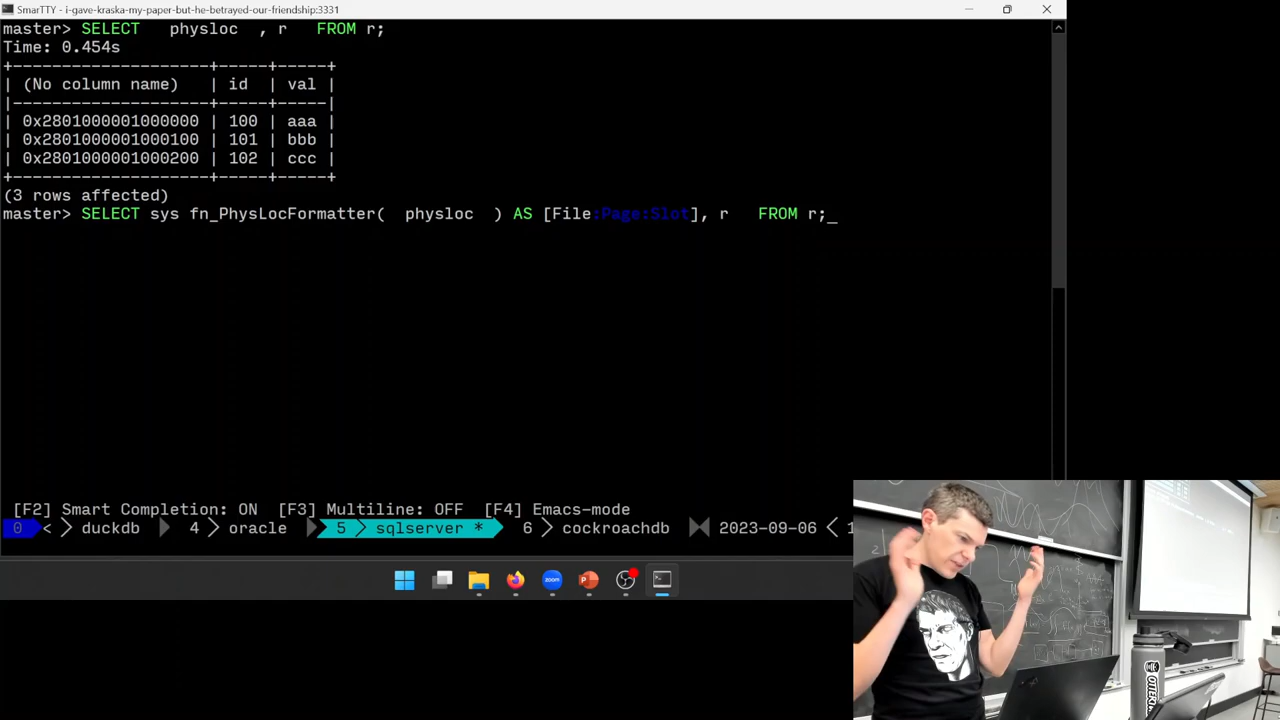 SmarTTY - i-gave-kraska-my-paper-but-he-betrayed-our-friendship:3331
master> SELECT physloc , r FROM r;
Time: 0.454s
+-------------------+-----+-----+
| (No column name) | id | val |
|-------------------+-----+-----|
| 0x2801000001000000 | 100 | aaa |
| 0x2801000001000100 | 101 | bbb |
| 0x2801000001000200 | 102 | ccc |
+-------------------+-----+-----+
(3 rows affected)
master> SELECT sys fn_PhysLocFormatter( physloc ) AS [File:Page:Slot], r FROM r;_
[F2] Smart Completion: ON [F3] Multiline: OFF [F4] Emacs-mode
0 < > duckdb 4 > oracle 5 > sqlserver * 6 > cockroachdb 2023-09-06 < 1
zoom
P